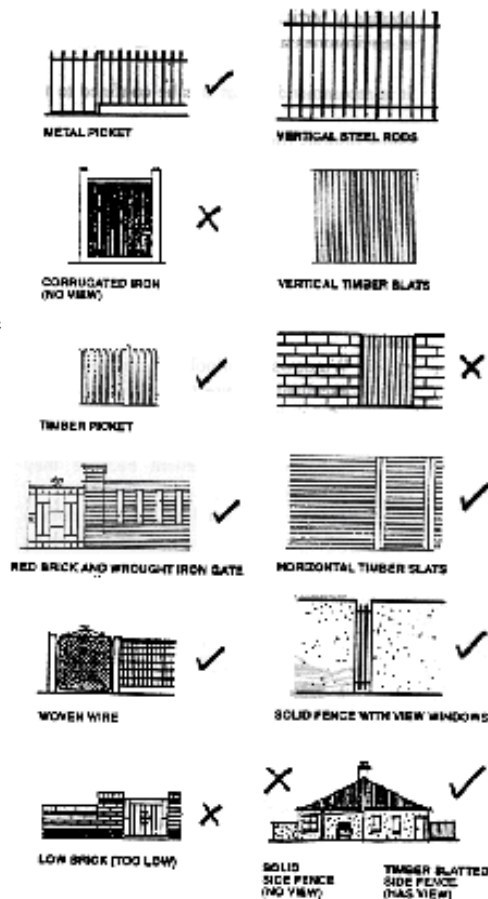 METAL PICKET
VERTICAL STEEL RODS
CORRUGATED IRON
(NO VIEW)
VERTICAL TIMBER SLATS
TIMBER PICKET
RED BRICK AND WROUGHT IRON GATE
HORIZONTAL TIMBER SLATS
WOVEN WIRE
SOLID FENCE WITH VIEW WINDOWS
LOW BRICK (TOO LOW)
SOLID
SIDE FENCE
(NO VIEW)
TIMBER SLATTED
SIDE FENCE
(HAS VIEW)